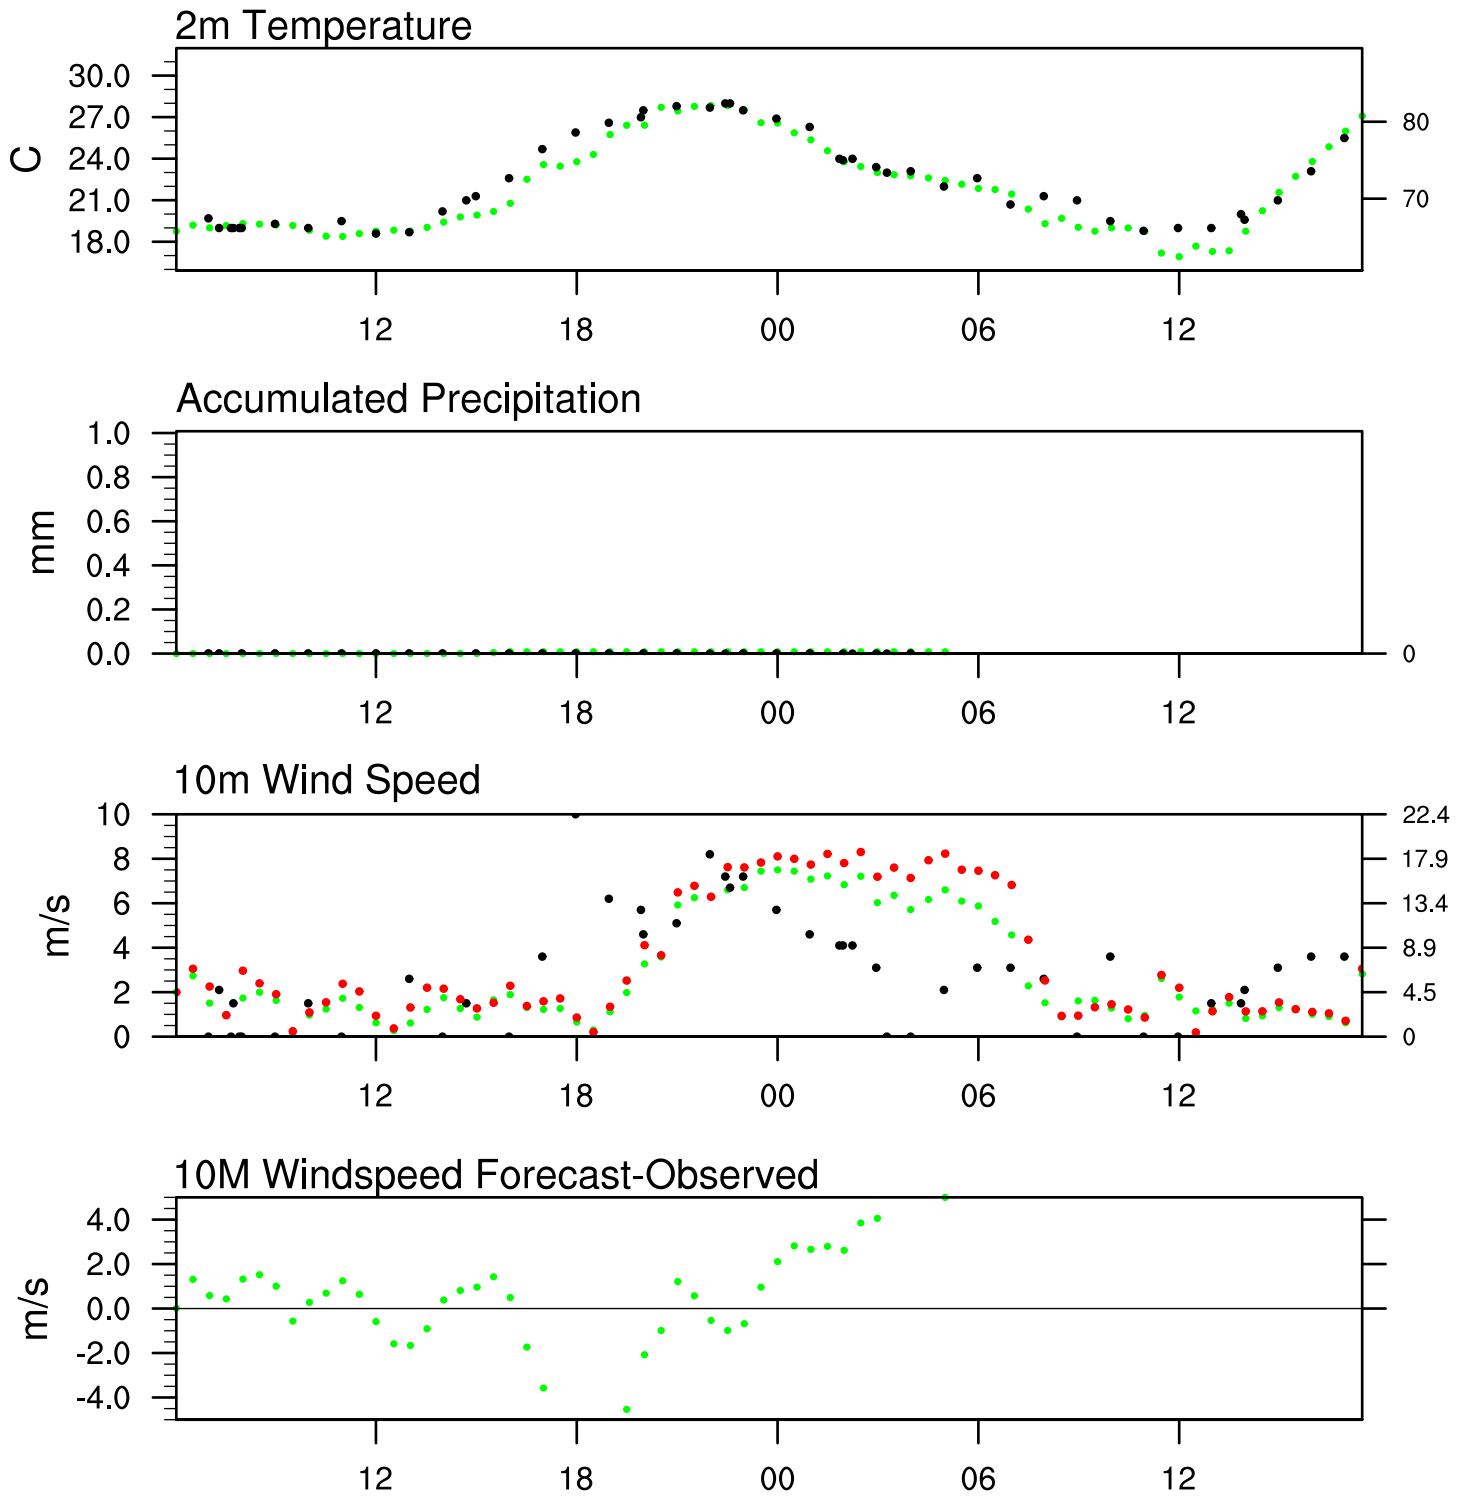 2m Temperature
30.0
27.0
80
24.0
C
21.0
70
18.0
12 18 00 06 12
Accumulated Precipitation
1.0
0.8
0.6
mm
0.4
0.2
0.0
0
12 18 00 06 12
10m Wind Speed
10 22.4
8 17.9
6 13.4
m/s
4 8.9
2 4.5
0 0
12 18 00 06 12
10M Windspeed Forecast-Observed
4.0
2.0
m/s
0.0
-2.0
-4.0
12 18 00 06 12